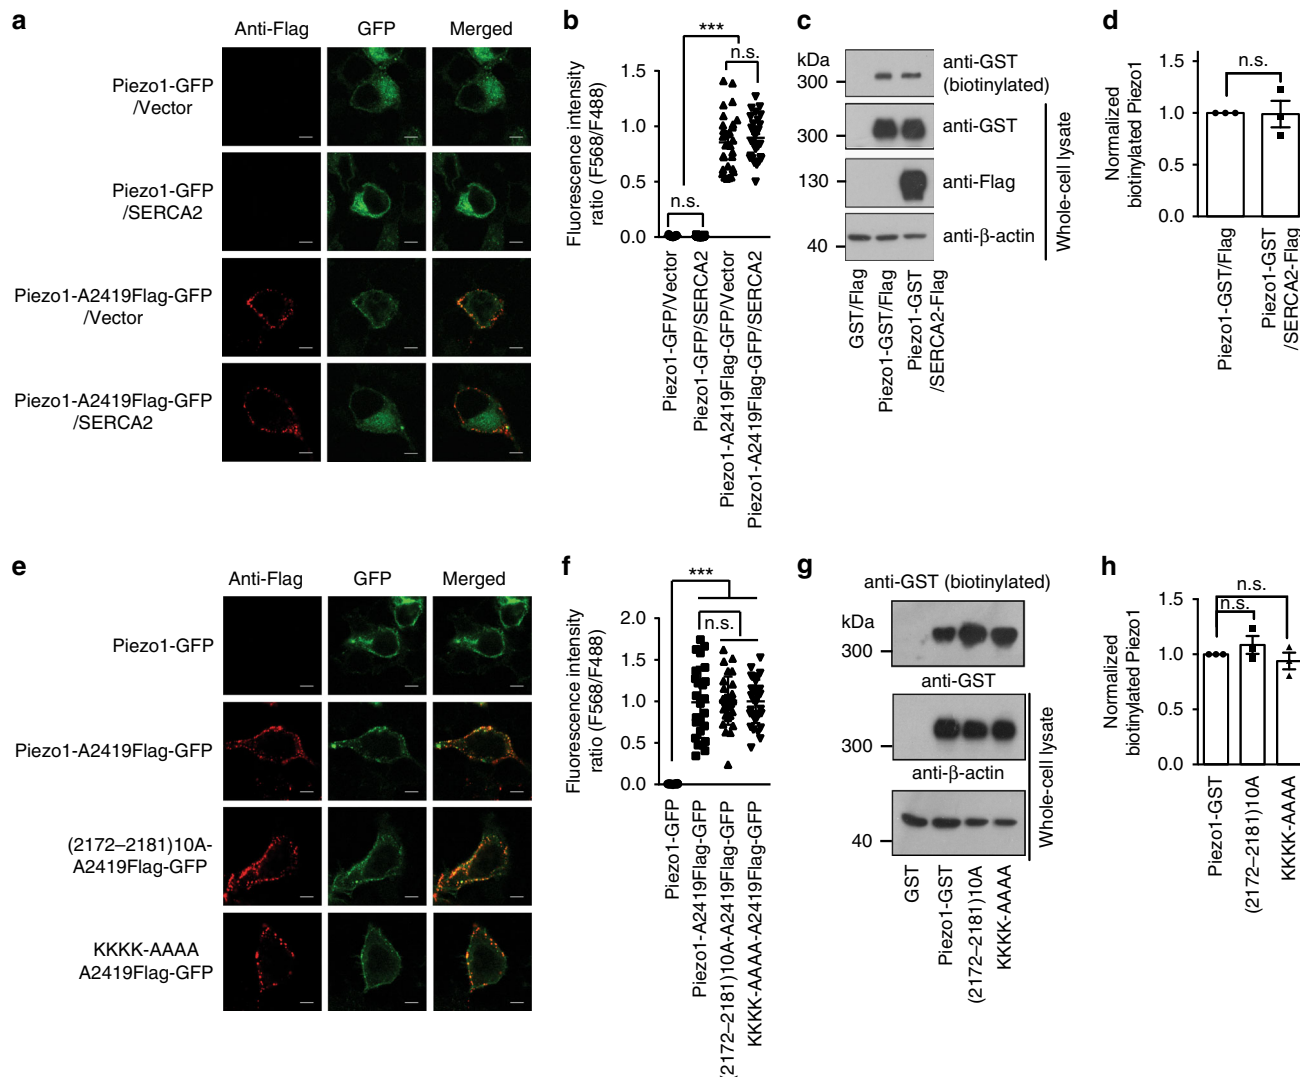 a
Anti-Flag GFP Merged
Piezo1-GFP
/Vector
Piezo1-GFP
/SERCA2
Piezo1-A2419Flag-GFP
/Vector
Piezo1-A2419Flag-GFP
/SERCA2
b
***
n.s.
n.s.
Fluorescence intensity
ratio (F568/F488)
1.5
1.0
0.5
0.0
Piezo1-GFP/Vector
Piezo1-GFP/SERCA2
Piezo1-A2419Flag-GFP/Vector
Piezo1-A2419Flag-GFP/SERCA2
c
kDa
300
300
130
40
anti-GST
(biotinylated)
anti-GST
anti-Flag
anti-β-actin
Whole-cell lysate
GST/Flag
Piezo1-GST/Flag
Piezo1-GST
/SERCA2-Flag
d
n.s.
Normalized
biotinylated Piezo1
1.5
1.0
0.5
0.0
Piezo1-GST/Flag
Piezo1-GST
/SERCA2-Flag
e
Anti-Flag GFP Merged
Piezo1-GFP
Piezo1-A2419Flag-GFP
(2172–2181)10A-
A2419Flag-GFP
KKKK-AAAA
A2419Flag-GFP
f
***
n.s.
Fluorescence intensity
ratio (F568/F488)
2.0
1.5
1.0
0.5
0.0
Piezo1-GFP
Piezo1-A2419Flag-GFP
(2172–2181)10A-A2419Flag-GFP
KKKK-AAAA-A2419Flag-GFP
g
anti-GST (biotinylated)
kDa
300
anti-GST
300
anti-β-actin
40
Whole-cell lysate
GST
Piezo1-GST
(2172–2181)10A
KKKK-AAAA
h
n.s.
n.s.
Normalized
biotinylated Piezo1
1.5
1.0
0.5
0.0
Piezo1-GST
(2172–2181)10A
KKKK-AAAA